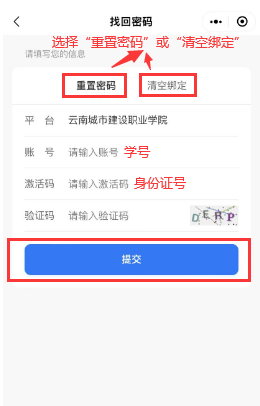 找回密码
选择“重置密码”或“清空绑定”
请填写您的信息
重置密码 清空绑定
平 台 云南城市建设职业学院
账 号 请输入账号 学号
激活码 请输入激活码 身份证号
验证码 请输入验证码 DERP
提交